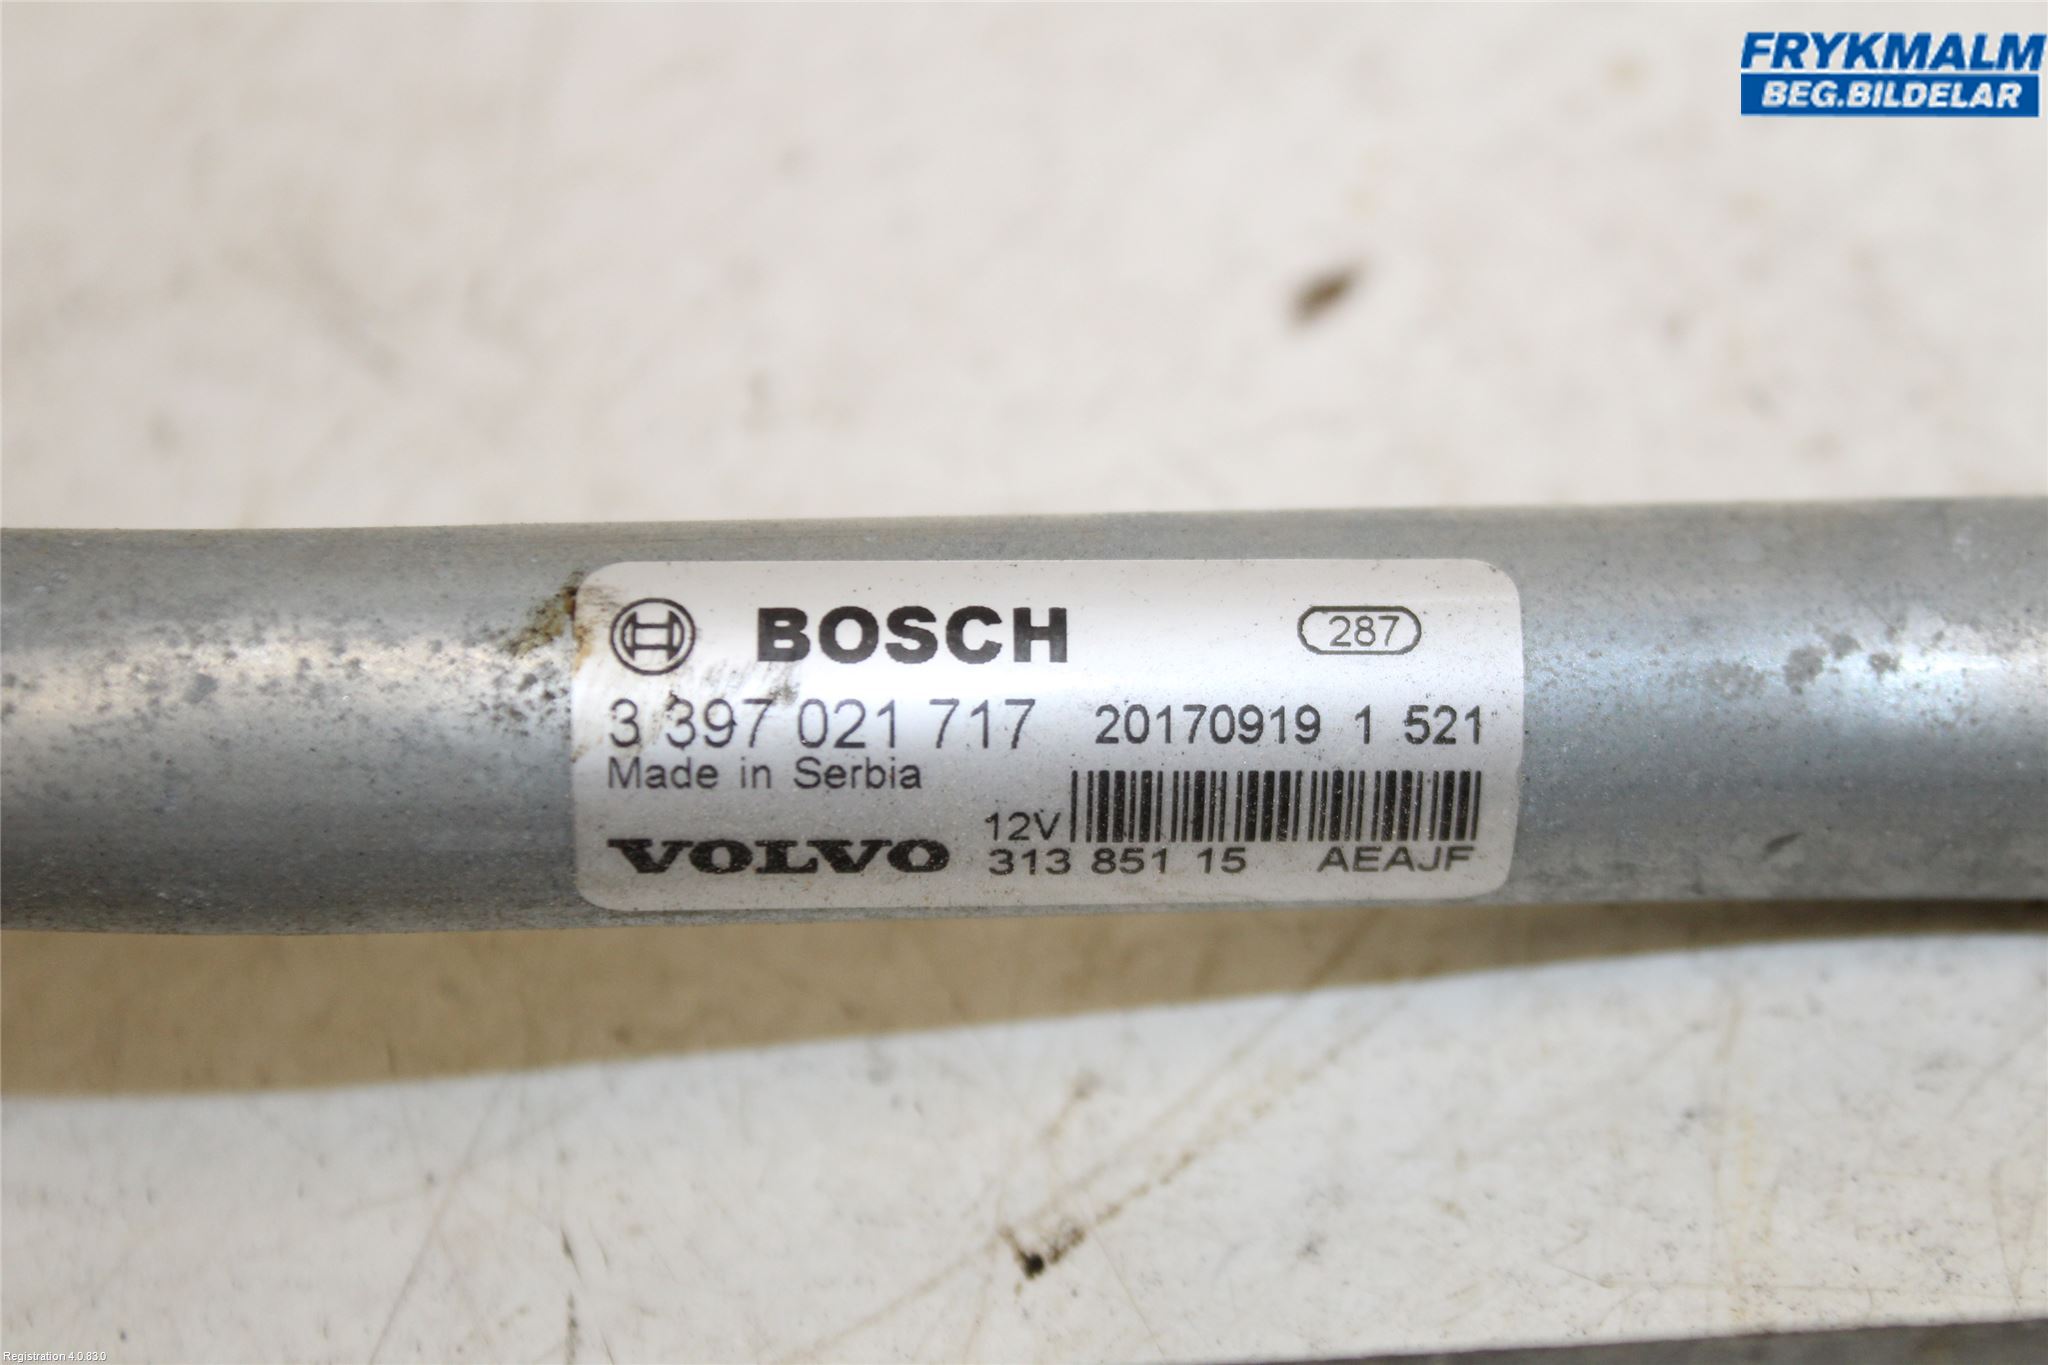 FRYKMALM
BEG.BILDELAR
BOSCH 287
3 397 021 717 20170919 1 521
Made in Serbia
12V
VOLVO 313 851 15 AEAJF
Registration 4.0.83.0